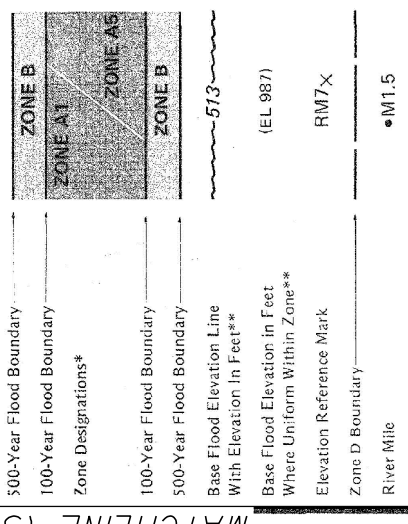 500-Year Flood Boundary
ZONE B
100-Year Flood Boundary
ZONE A1
Zone Designations*
ZONE A5
100-Year Flood Boundary
ZONE B
500-Year Flood Boundary
Base Flood Elevation Line
With Elevation In Feet**
513
Base Flood Elevation in Feet
Where Uniform Within Zone**
(EL 987)
Elevation Reference Mark
RM7X
Zone D Boundary
River Mile
•M1.5